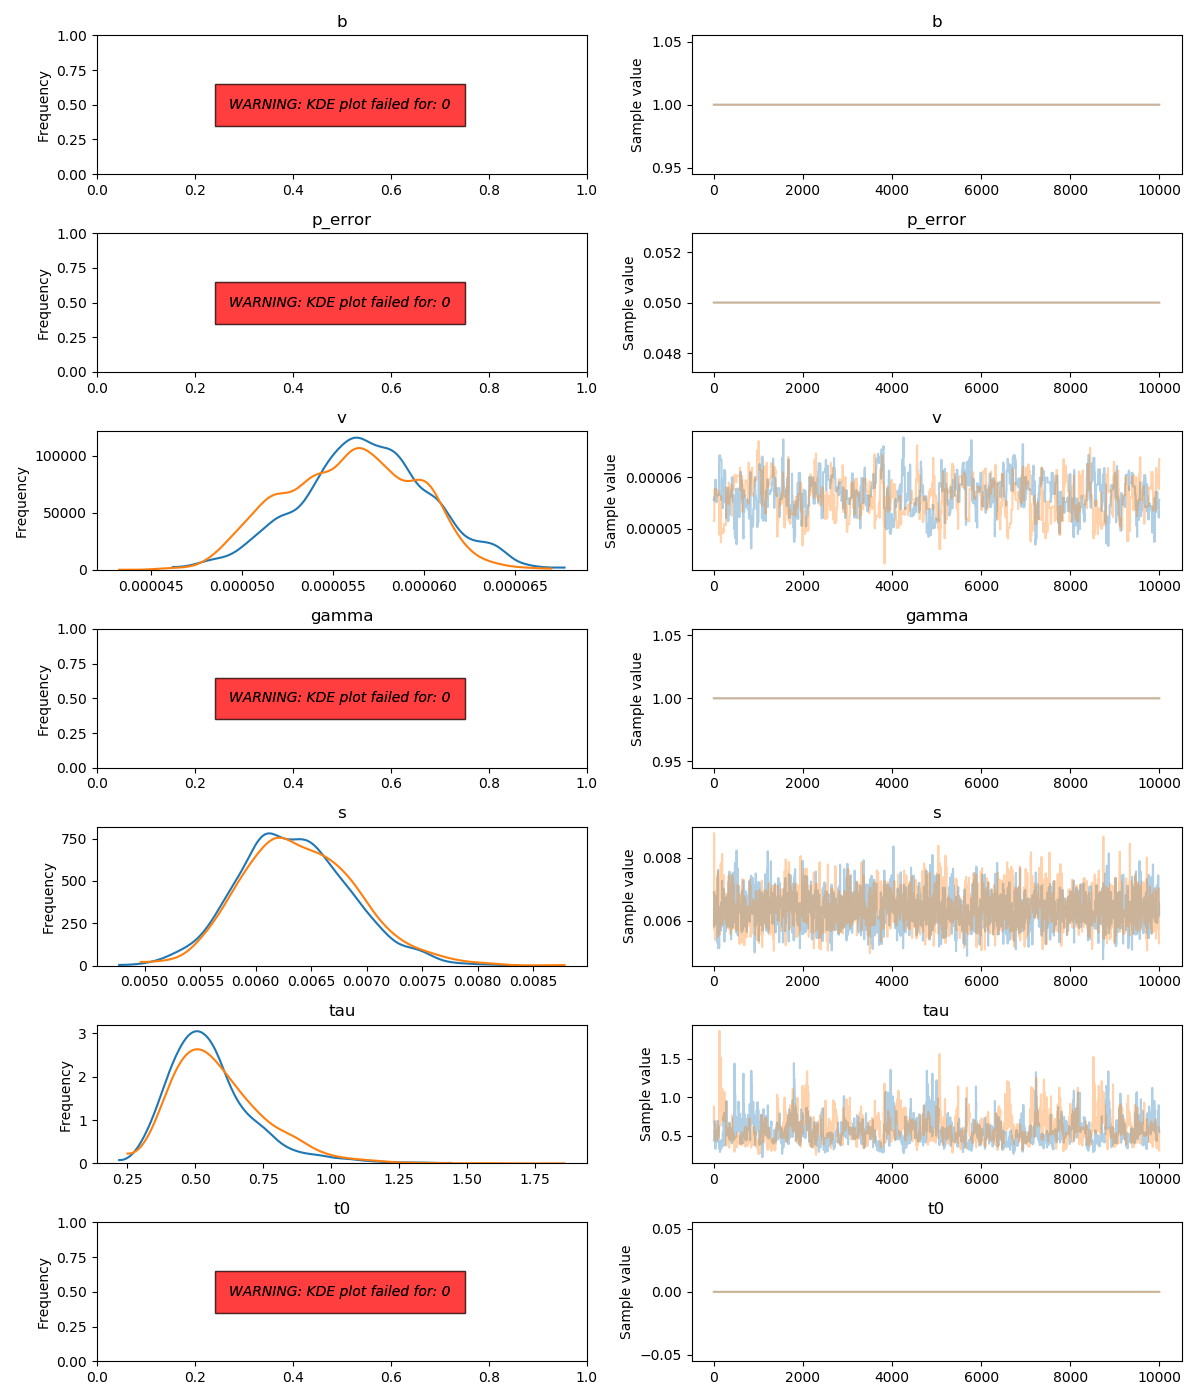 b
1.00
0.75
0.50
0.25
0.00
Frequency
WARNING: KDE plot failed for: 0
0.0 0.2 0.4 0.6 0.8 1.0
b
1.05
1.00
0.95
Sample value
0 2000 4000 6000 8000 10000
p_error
1.00
0.75
0.50
0.25
0.00
Frequency
WARNING: KDE plot failed for: 0
0.0 0.2 0.4 0.6 0.8 1.0
p_error
0.052
0.050
0.048
Sample value
0 2000 4000 6000 8000 10000
v
100000
50000
0
Frequency
0.000045 0.000050 0.000055 0.000060 0.000065
v
0.00006
0.00005
Sample value
0 2000 4000 6000 8000 10000
gamma
1.00
0.75
0.50
0.25
0.00
Frequency
WARNING: KDE plot failed for: 0
0.0 0.2 0.4 0.6 0.8 1.0
gamma
1.05
1.00
0.95
Sample value
0 2000 4000 6000 8000 10000
s
750
500
250
0
Frequency
0.0050 0.0055 0.0060 0.0065 0.0070 0.0075 0.0080 0.0085
s
0.008
0.006
Sample value
0 2000 4000 6000 8000 10000
tau
3
2
1
0
Frequency
0.25 0.50 0.75 1.00 1.25 1.50 1.75
tau
1.5
1.0
0.5
Sample value
0 2000 4000 6000 8000 10000
t0
1.00
0.75
0.50
0.25
0.00
Frequency
WARNING: KDE plot failed for: 0
0.0 0.2 0.4 0.6 0.8 1.0
t0
0.05
0.00
−0.05
Sample value
0 2000 4000 6000 8000 10000